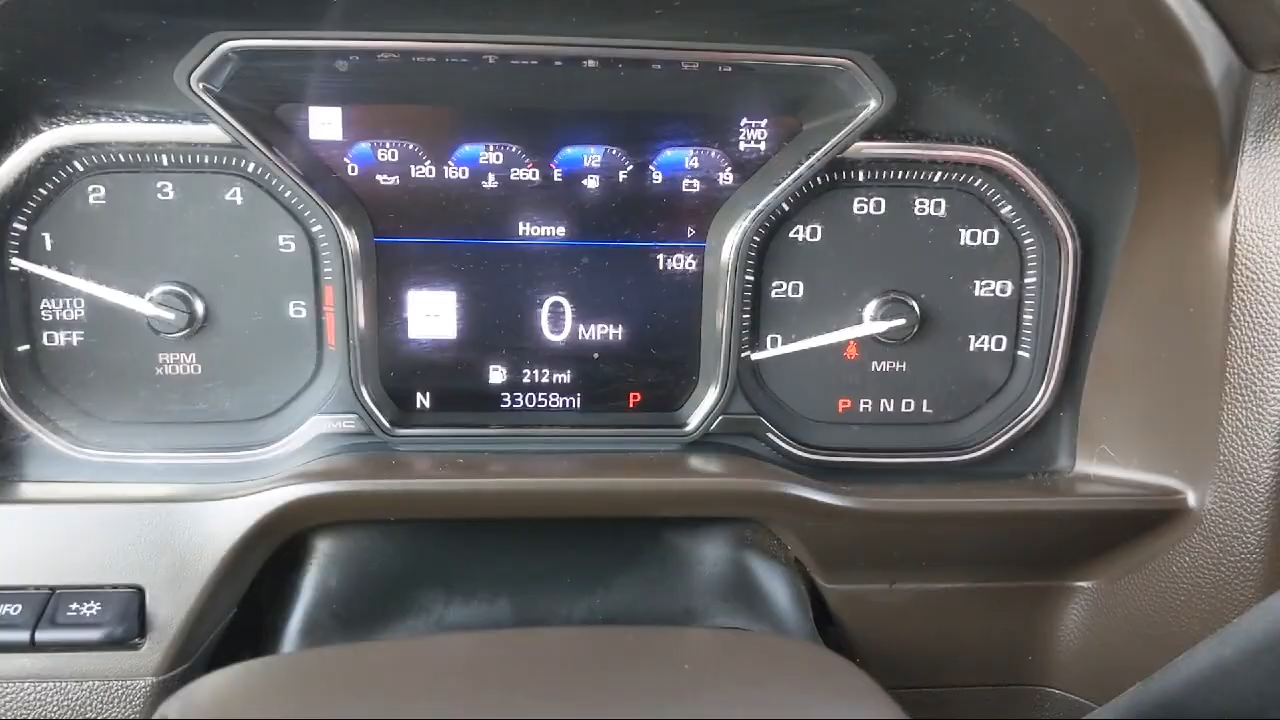 2WD
60
0 120
210
160 260
1/2
E F
14
9 19
Home
1:06
0 MPH
212 mi
N 33058mi P
1 2 3 4 5 6
AUTO
STOP
OFF
RPM
x1000
0 20 40 60 80 100 120 140
MPH
P R N D L